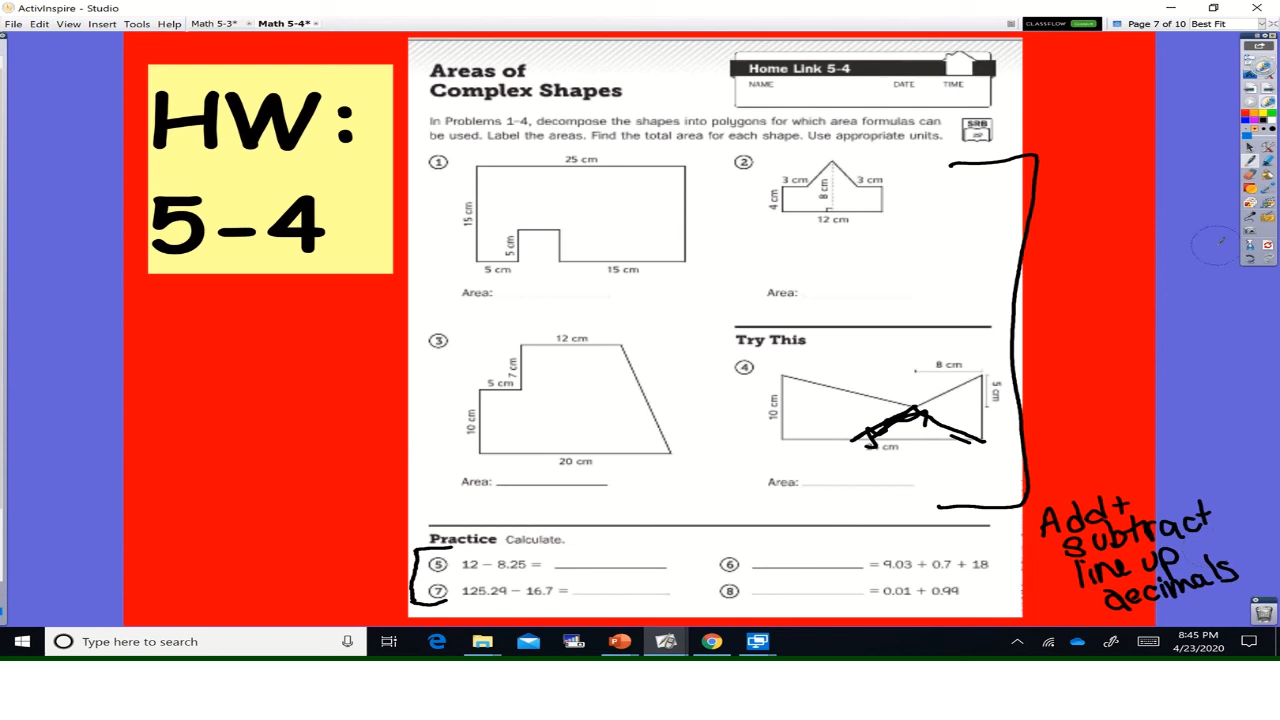 ActivInspire - Studio
File Edit View Insert Tools Help Math 5-3* Math 5-4* CLASSFLOW Page 7 of 10 Best Fit
HW:
5-4
Areas of
Complex Shapes
Home Link 5-4
NAME DATE TIME
In Problems 1–4, decompose the shapes into polygons for which area formulas can
be used. Label the areas. Find the total area for each shape. Use appropriate units.
SRB
1
25 cm
15 cm
5 cm
5 cm 15 cm
Area:
2
3 cm 3 cm
8 cm
4 cm
12 cm
Area:
3
12 cm
7 cm
5 cm
10 cm
20 cm
Area:
Try This
4
8 cm
5 cm
10 cm
cm
Area:
Practice Calculate.
5 12 − 8.25 =
6 = 9.03 + 0.7 + 18
7 125.29 − 16.7 =
8 = 0.01 + 0.99
Add +
Subtract
line up
decimals
Type here to search
8:45 PM
4/23/2020